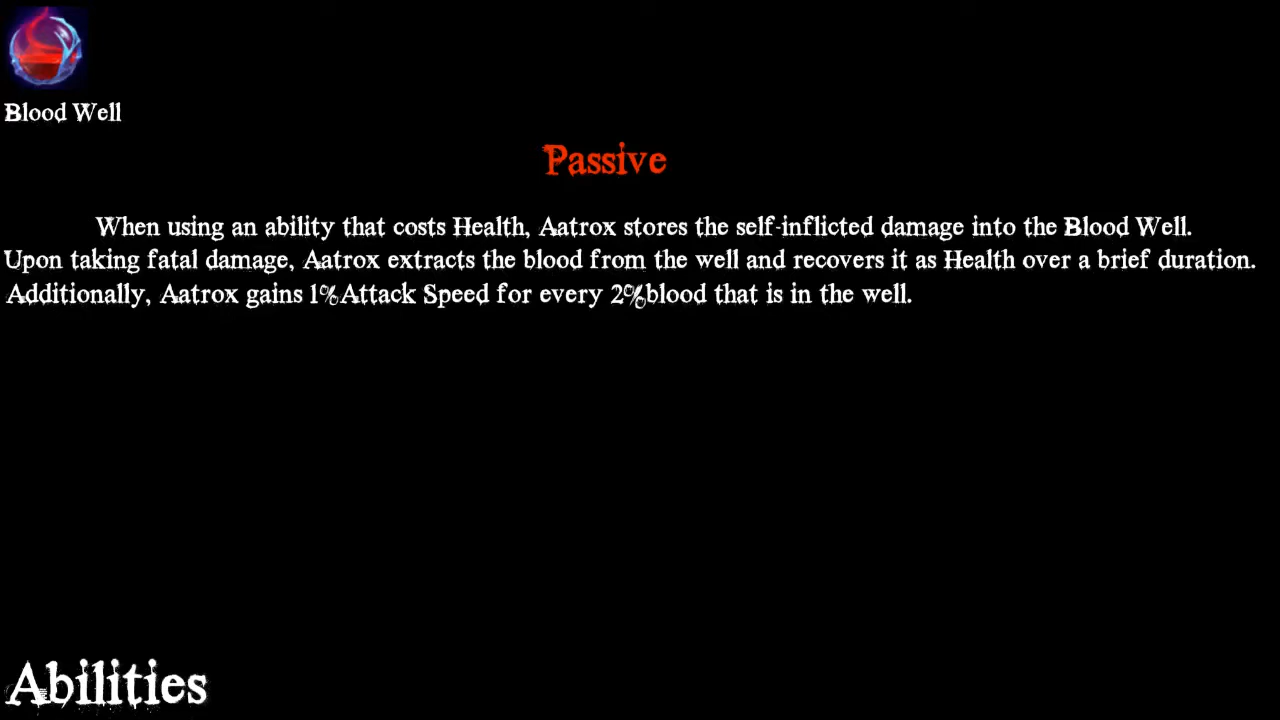 Blood Well
Passive
When using an ability that costs Health, Aatrox stores the self-inflicted damage into the Blood Well.
Upon taking fatal damage, Aatrox extracts the blood from the well and recovers it as Health over a brief duration.
Additionally, Aatrox gains 1% Attack Speed for every 2% blood that is in the well.
Abilities